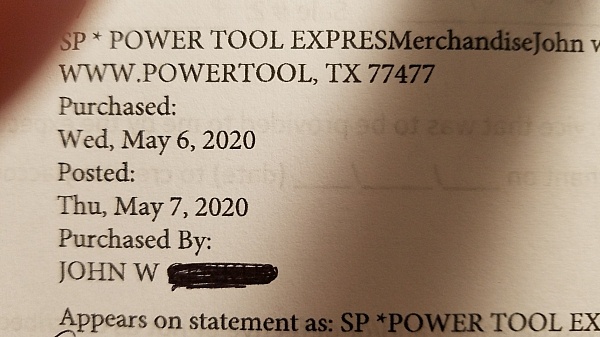 SP * POWER TOOL EXPRESMerchandiseJohn w
WWW.POWERTOOL, TX 77477
Purchased:
Wed, May 6, 2020
Posted:
Thu, May 7, 2020
Purchased By:
JOHN W
Appears on statement as: SP *POWER TOOL EX